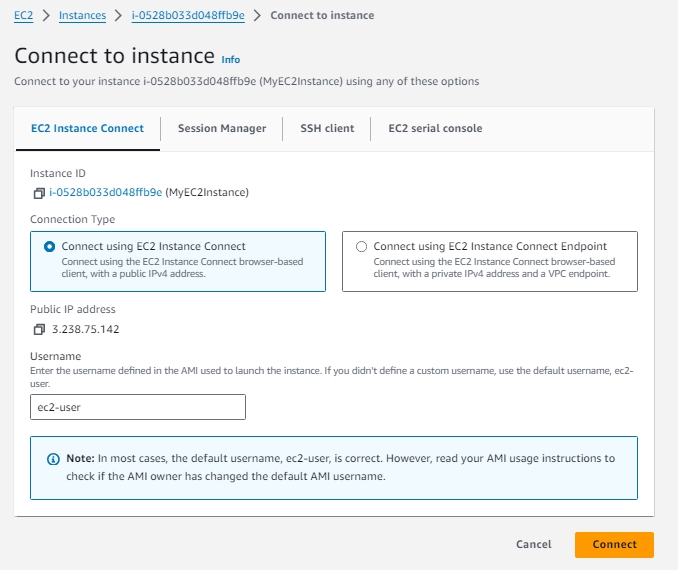 EC2 > Instances > i-0528b033d048ffb9e > Connect to instance
Connect to instance Info
Connect to your instance i-0528b033d048ffb9e (MyEC2Instance) using any of these options
EC2 Instance Connect Session Manager SSH client EC2 serial console
Instance ID
i-0528b033d048ffb9e (MyEC2Instance)
Connection Type
Connect using EC2 Instance Connect
Connect using the EC2 Instance Connect browser-based
client, with a public IPv4 address.
Connect using EC2 Instance Connect Endpoint
Connect using the EC2 Instance Connect browser-based
client, with a private IPv4 address and a VPC endpoint.
Public IP address
3.238.75.142
Username
Enter the username defined in the AMI used to launch the instance. If you didn't define a custom username, use the default username, ec2-
user.
ec2-user
Note: In most cases, the default username, ec2-user, is correct. However, read your AMI usage instructions to
check if the AMI owner has changed the default AMI username.
Cancel Connect